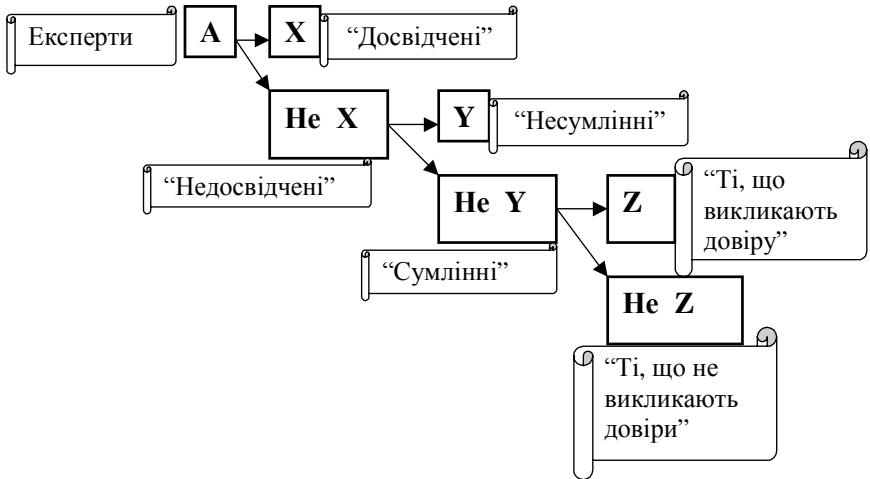 Експерти
А
Х
“Досвідчені”
Не Х
Y
“Несумлінні”
“Недосвідчені”
Не Y
Z
“Ті, що
викликають
довіру”
“Сумлінні”
Не Z
“Ті, що не
викликають
довіри”